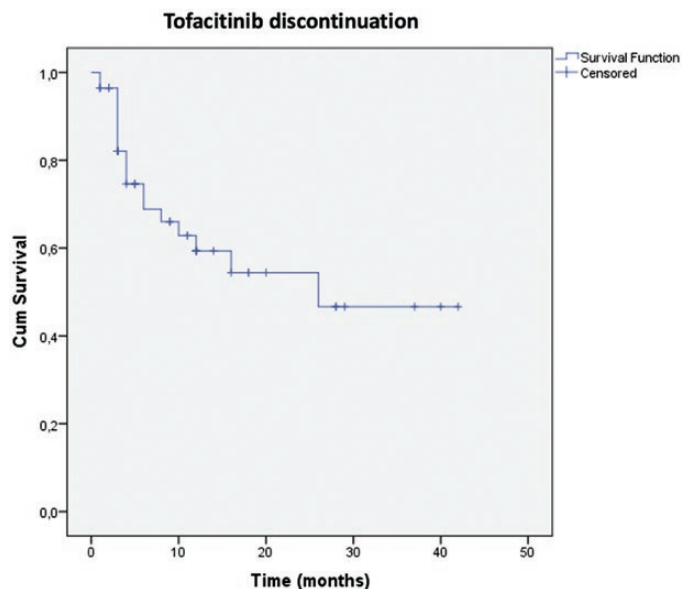 Tofacitinib discontinuation
Survival Function
Censored
1,0
0,8
0,6
0,4
0,2
0,0
Cum Survival
0 10 20 30 40 50
Time (months)